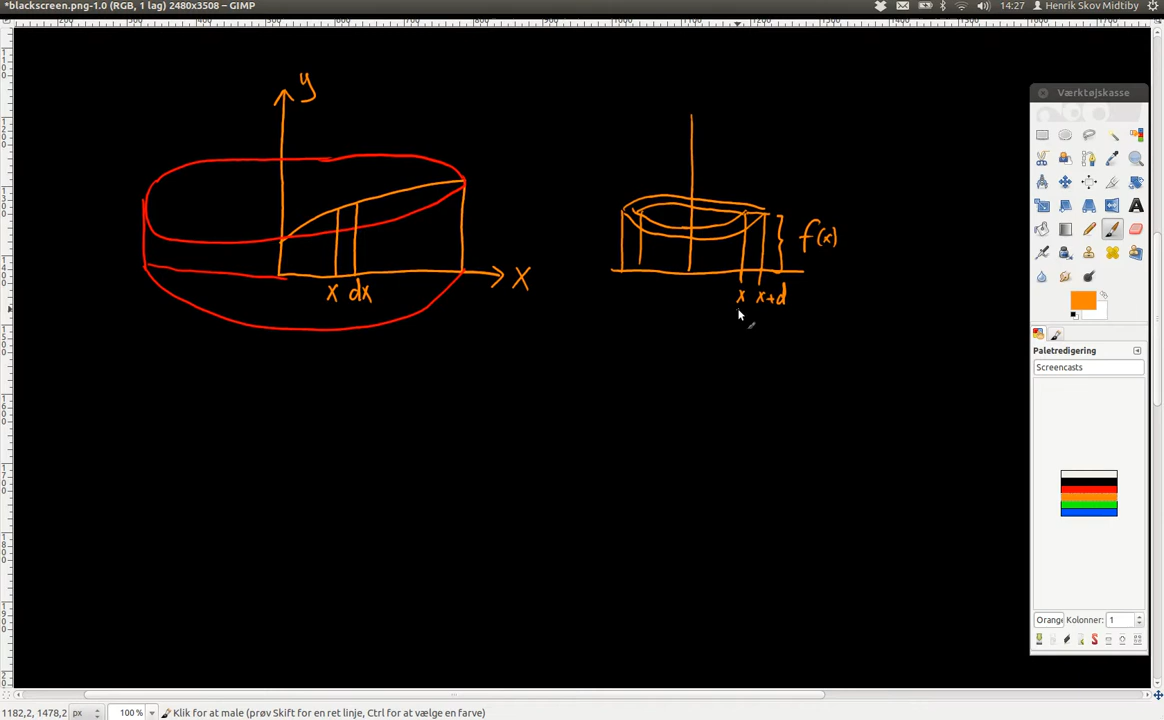 *blackscreen.png-1.0 (RGB, 1 lag) 2480x3508 – GIMP
14:27 Henrik Skov Midtiby
y
x dx
X
f(x)
x x+d
Værktøjskasse
Paletredigering
Screencasts
Orange
Kolonner: 1
1182,2, 1478,2 px 100% Klik for at male (prøv Skift for en ret linje, Ctrl for at vælge en farve)